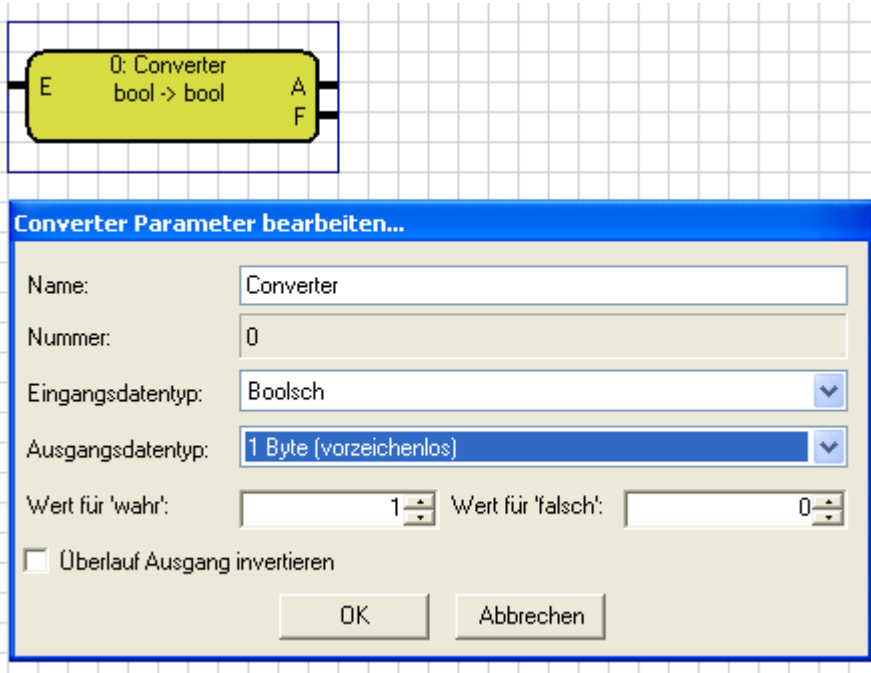 0: Converter
E bool -> bool A
F
Converter Parameter bearbeiten...
Name: Converter
Nummer: 0
Eingangsdatentyp: Boolsch
Ausgangsdatentyp: 1 Byte (vorzeichenlos)
Wert für 'wahr': 1 Wert für 'falsch': 0
Überlauf Ausgang invertieren
OK Abbrechen